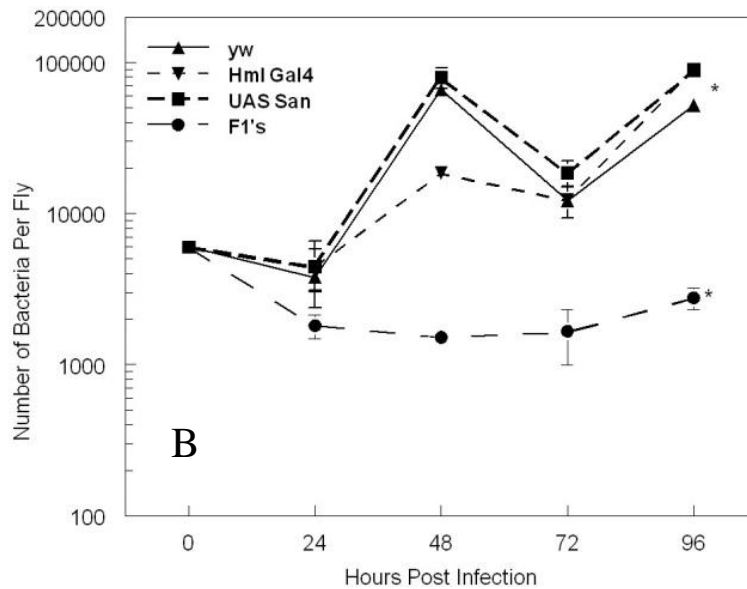 200000
100000
10000
1000
100
yw
Hml Gal4
UAS San
F1's
*
*
B
0 24 48 72 96
Number of Bacteria Per Fly
Hours Post Infection